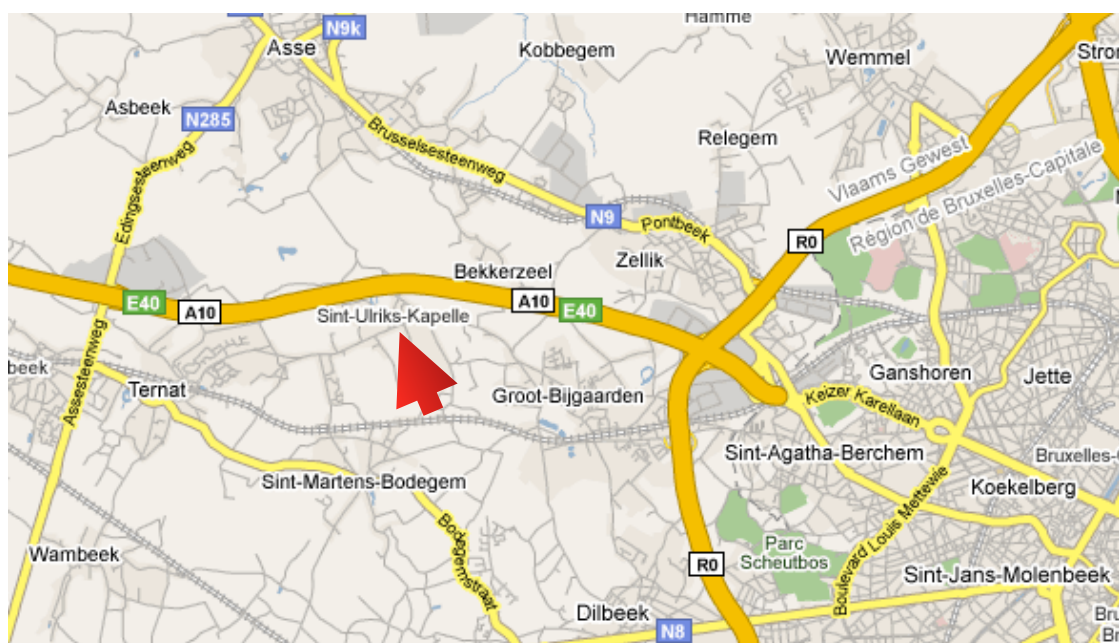 Hamme
N9k
Asse
Kobbegem
Wemmel
Stro
Asbeek
N285
Brusselsesteenweg
Relegem
Vlaams Gewest
Région de Bruxelles-Capitale
Edingsesteenweg
N9
Pontbeek
R0
Zellik
Bekkerzeel
E40
A10
A10
E40
Sint-Ulriks-Kapelle
Assesteenweg
beek
Ternat
Groot-Bijgaarden
Ganshoren
Jette
Keizer Karellaan
Sint-Agatha-Berchem
Bruxelles-
Koekelberg
Sint-Martens-Bodegem
Bodegemstraat
Boulevard Louis Mettewie
Wambeek
Parc
Scheutbos
R0
Sint-Jans-Molenbeek
Dilbeek
N8
Bru